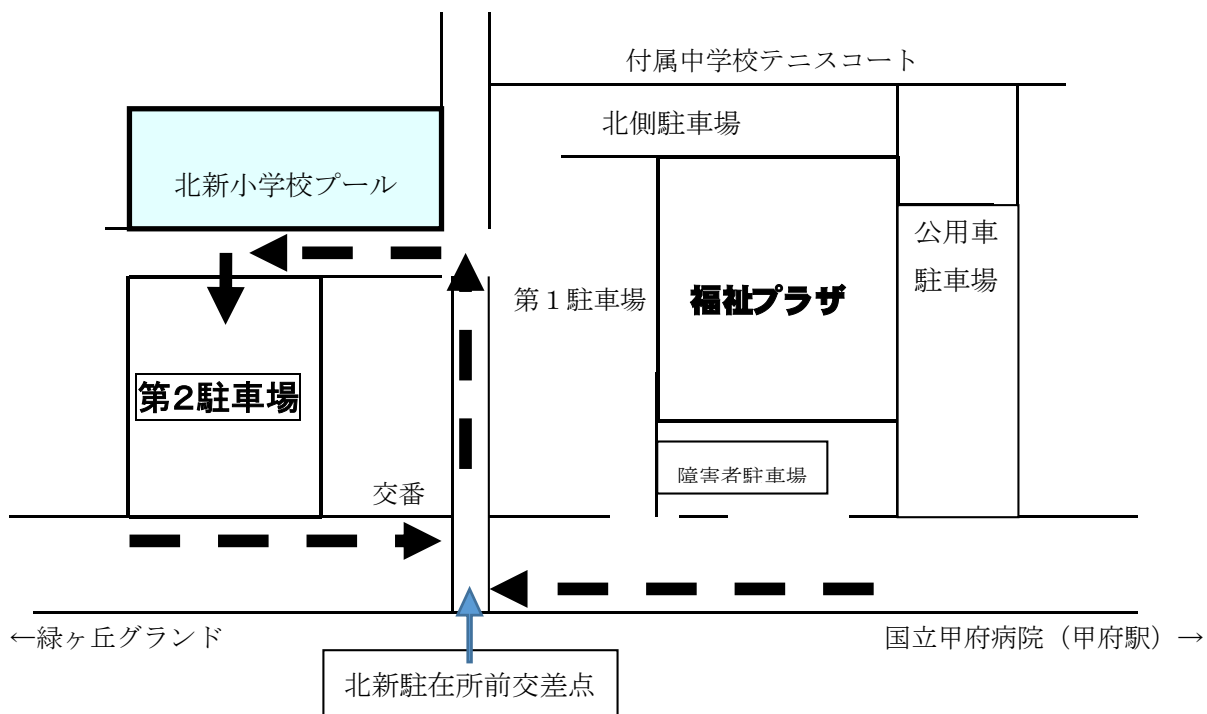 付属中学校テニスコート
北側駐車場
北新小学校プール
公用車
駐車場
第１駐車場
福祉プラザ
第2駐車場
障害者駐車場
交番
←緑ヶ丘グランド
国立甲府病院（甲府駅）→
北新駐在所前交差点